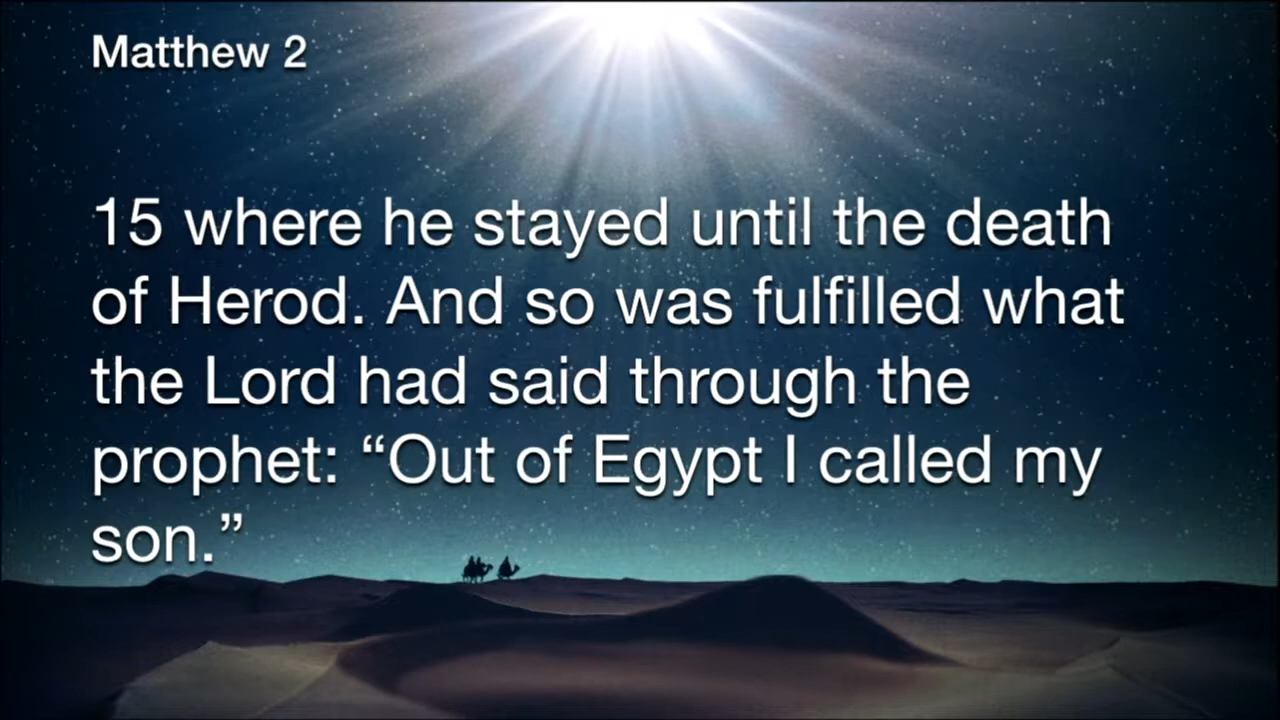 Matthew 2
15 where he stayed until the death
of Herod. And so was fulfilled what
the Lord had said through the
prophet: “Out of Egypt I called my
son.”